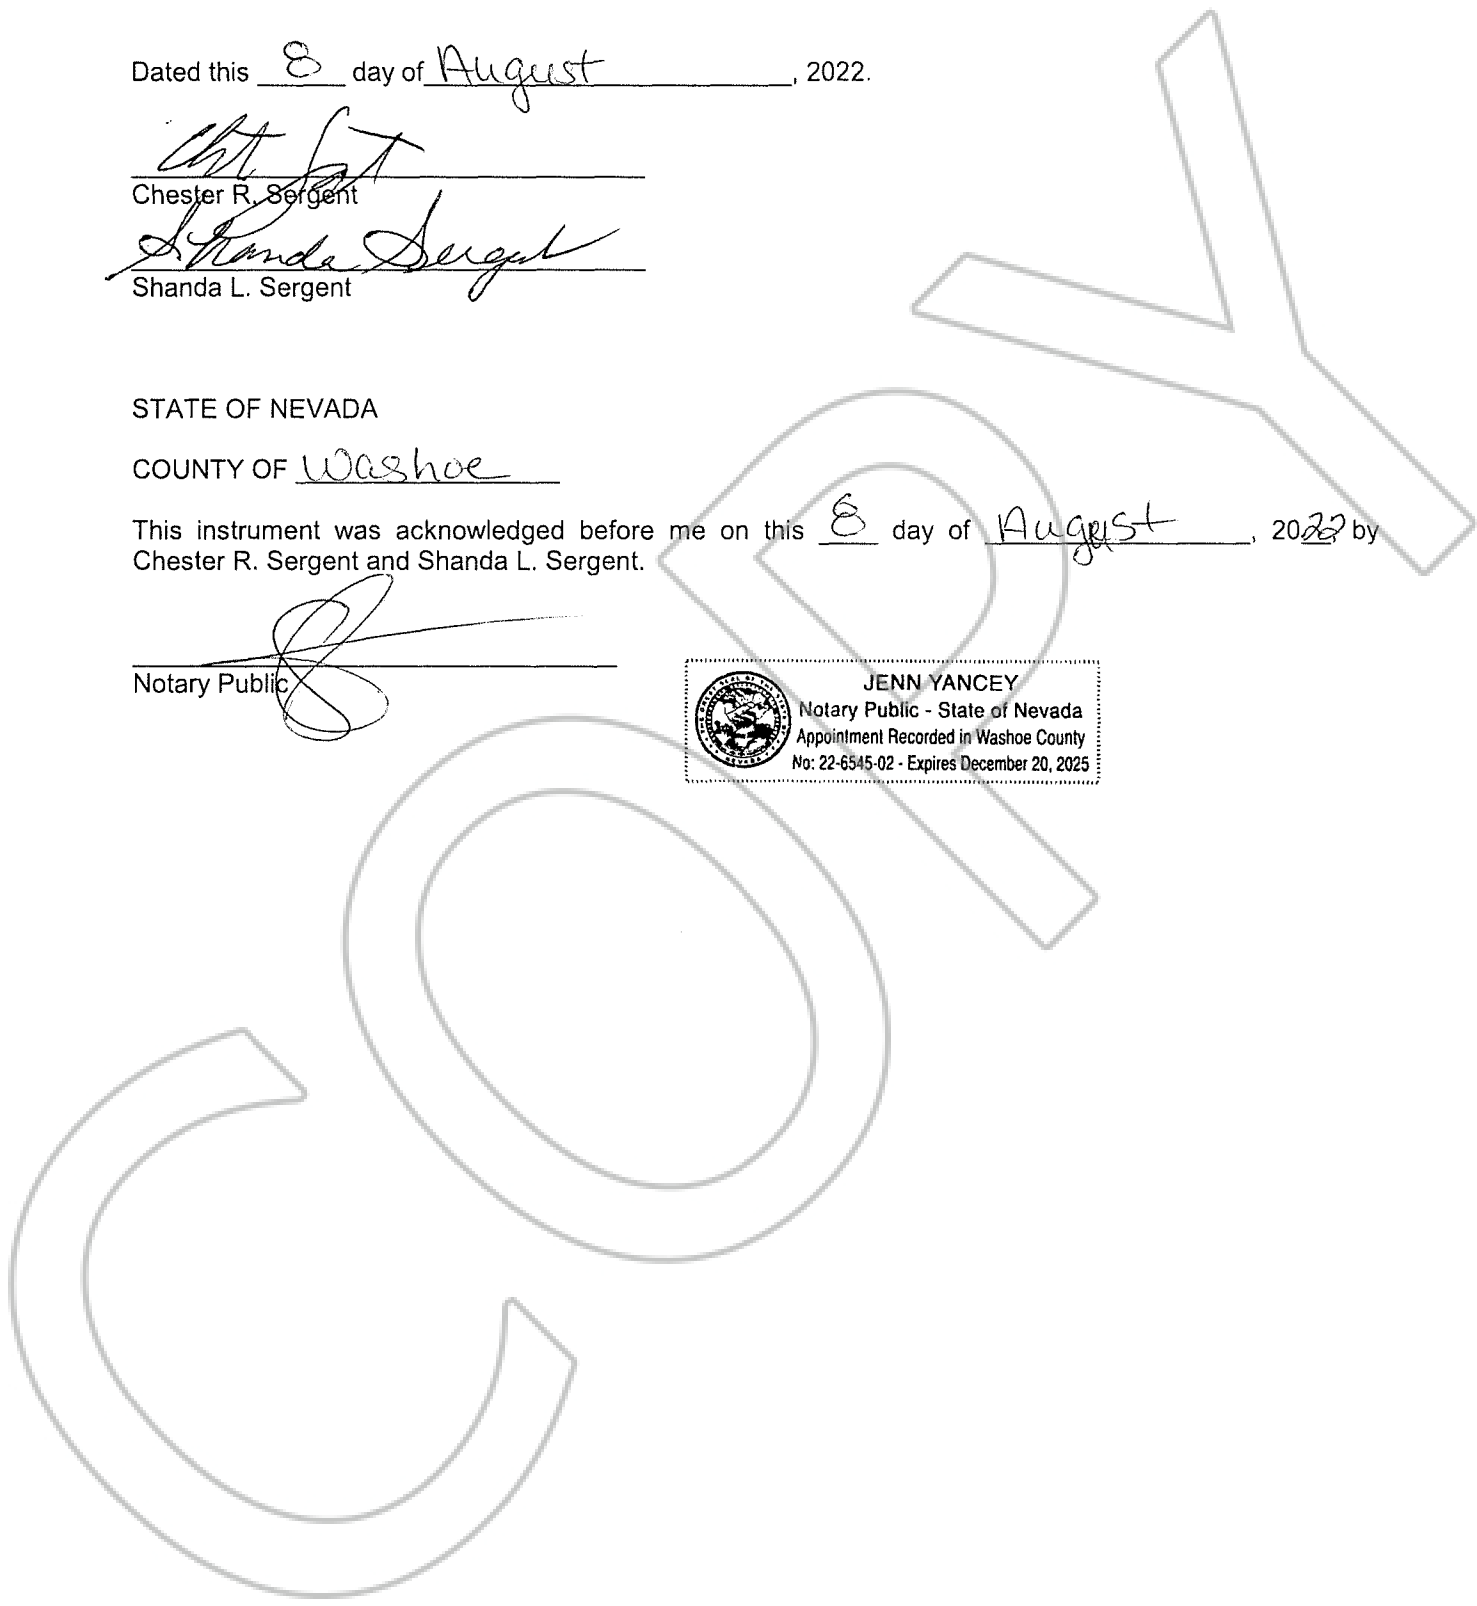 Dated this 8 day of August, 2022.
Chester R. Sergent
Shanda Sergent
Shanda L. Sergent
STATE OF NEVADA
COUNTY OF Washoe
This instrument was acknowledged before me on this 8 day of August, 2022 by
Chester R. Sergent and Shanda L. Sergent.
Notary Public
JENN YANCEY
Notary Public - State of Nevada
Appointment Recorded in Washoe County
No: 22-6545-02 - Expires December 20, 2025
COPY